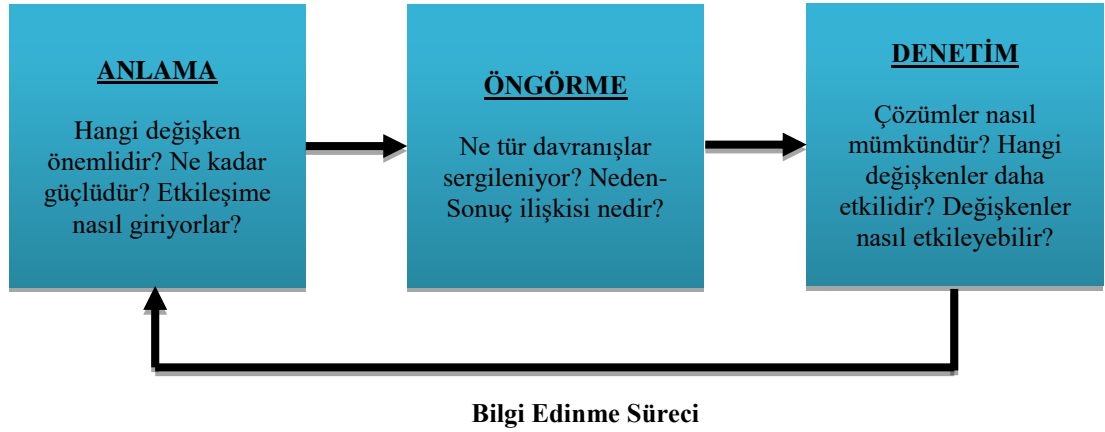 ANLAMA
Hangi değişken
önemlidir? Ne kadar
güçlüdür? Etkileşime
nasıl giriyorlar?
ÖNGÖRME
Ne tür davranışlar
sergileniyor? Neden-
Sonuç ilişkisi nedir?
DENETİM
Çözümler nasıl
mümkündür? Hangi
değişkenler daha
etkilidir? Değişkenler
nasıl etkileyebilir?
Bilgi Edinme Süreci